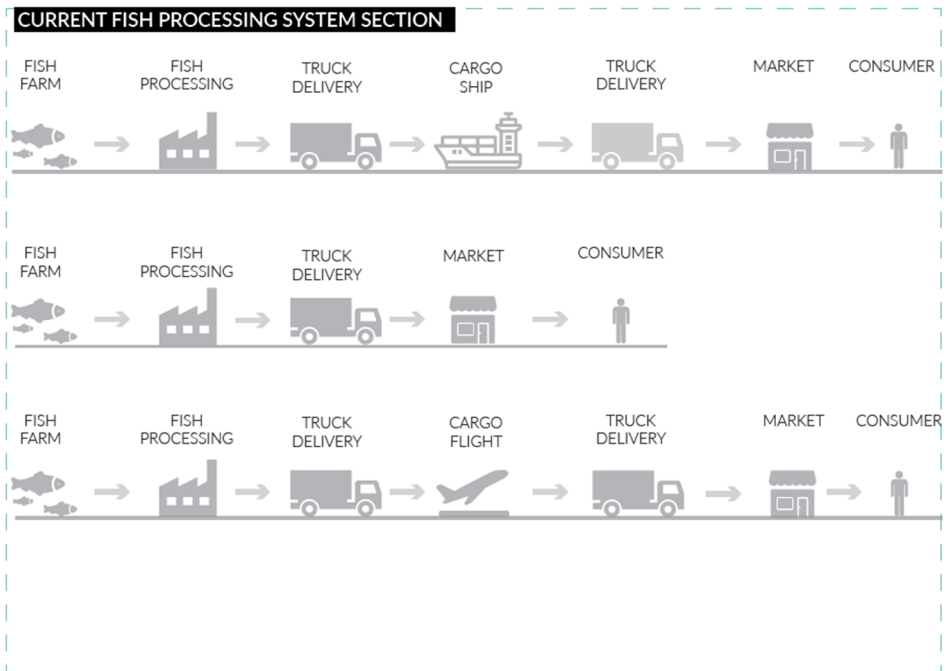 CURRENT FISH PROCESSING SYSTEM SECTION
FISH
FARM
FISH
PROCESSING
TRUCK
DELIVERY
CARGO
SHIP
TRUCK
DELIVERY
MARKET
CONSUMER
FISH
FARM
FISH
PROCESSING
TRUCK
DELIVERY
MARKET
CONSUMER
FISH
FARM
FISH
PROCESSING
TRUCK
DELIVERY
CARGO
FLIGHT
TRUCK
DELIVERY
MARKET
CONSUMER